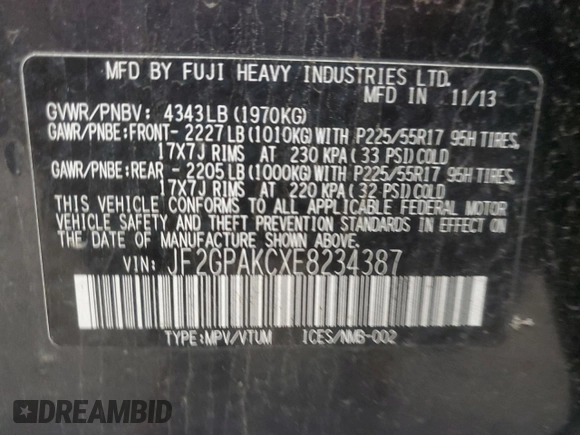 MFD BY FUJI HEAVY INDUSTRIES LTD.
MFD IN 11/13
GVWR/PNBV: 4343LB(1970KG)
GAWR/PNBE:FRONT- 2227LB(1010KG)WITH P225/55R17 95H TIRES,
17X7J RIMS AT 230 KPA(33 PSI)COLD
GAWR/PNBE:REAR - 2205LB(1000KG)WITH P225/55R17 95H TIRES,
17X7J RIMS AT 220 KPA(32 PSI)COLD
THIS VEHICLE CONFORMS TO ALL APPLICABLE FEDERAL MOTOR
VEHICLE SAFETY AND THEFT PREVENTION STANDARDS IN EFFECT ON
THE DATE OF MANUFACTURE SHOWN ABOVE.
VIN: JF2GPAKCXE8234387
TYPE:MPV/VTUM ICES/NMB-002
DREAMBID